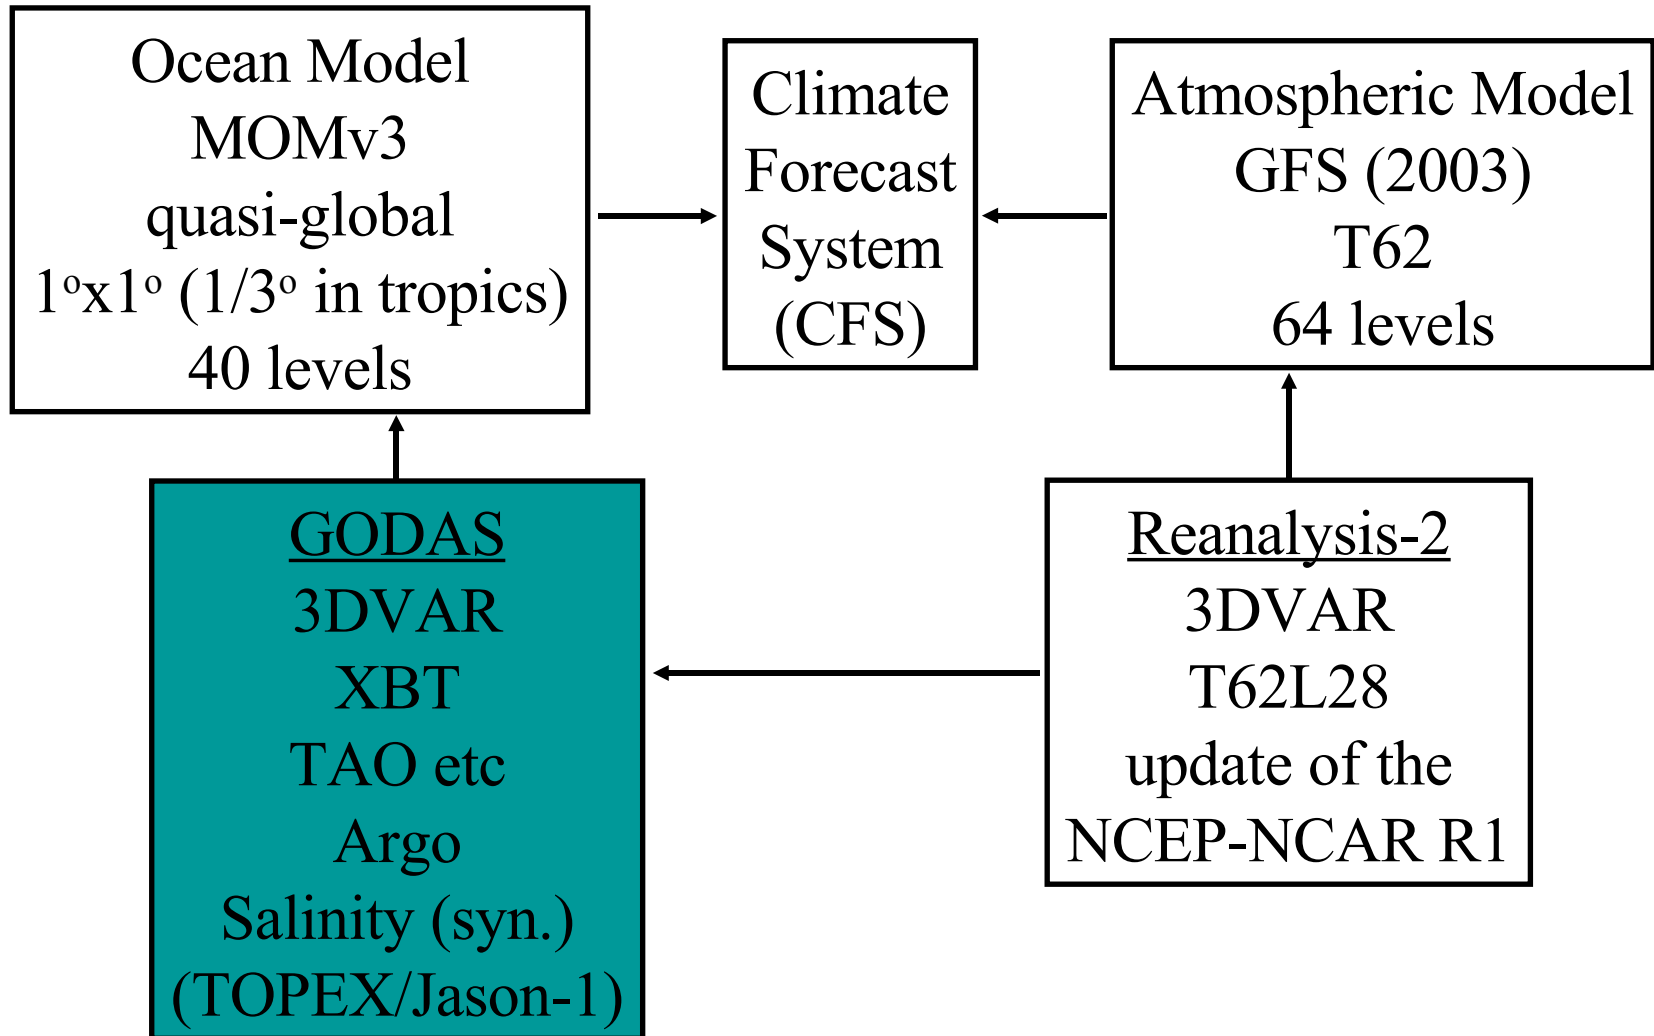 Ocean Model
MOMv3
quasi-global
1ºx1º (1/3º in tropics)
40 levels
Climate
Forecast
System
(CFS)
Atmospheric Model
GFS (2003)
T62
64 levels
GODAS
3DVAR
XBT
TAO etc
Argo
Salinity (syn.)
(TOPEX/Jason-1)
Reanalysis-2
3DVAR
T62L28
update of the
NCEP-NCAR R1